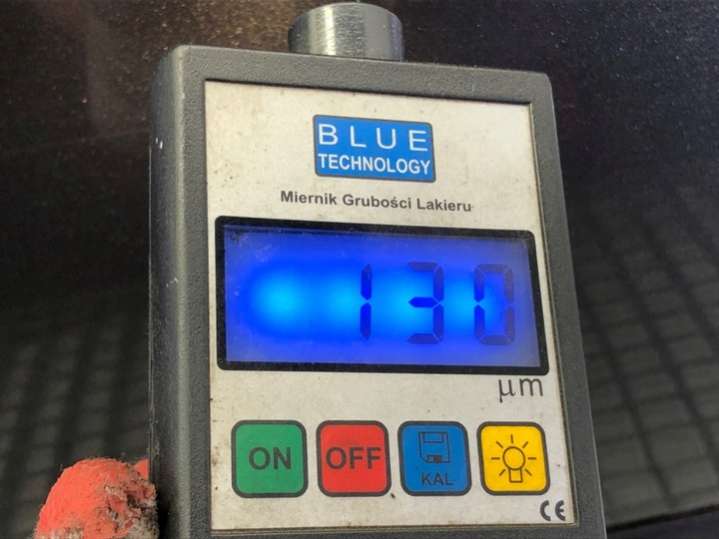 BLUE
TECHNOLOGY
Miernik Grubości Lakieru
130
μm
ON OFF KAL
CE